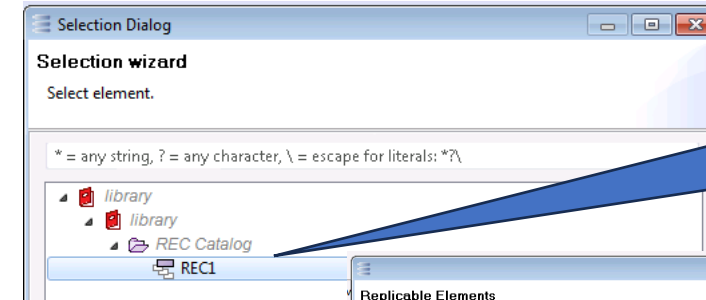 Selection Dialog
Selection wizard
Select element.
* = any string, ? = any character, \ = escape for literals: *?\
library
library
REC Catalog
REC1
Replicable Elements